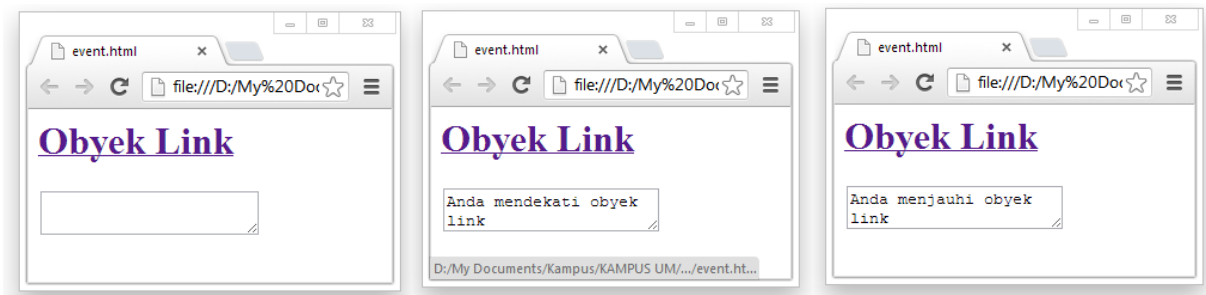 event.html
file:///D:/My%20Doc
Obyek Link
event.html
file:///D:/My%20Doc
Obyek Link
Anda mendekati obyek
link
D:/My Documents/Kampus/KAMPUS UM/.../event.ht...
event.html
file:///D:/My%20Doc
Obyek Link
Anda menjauhi obyek
link